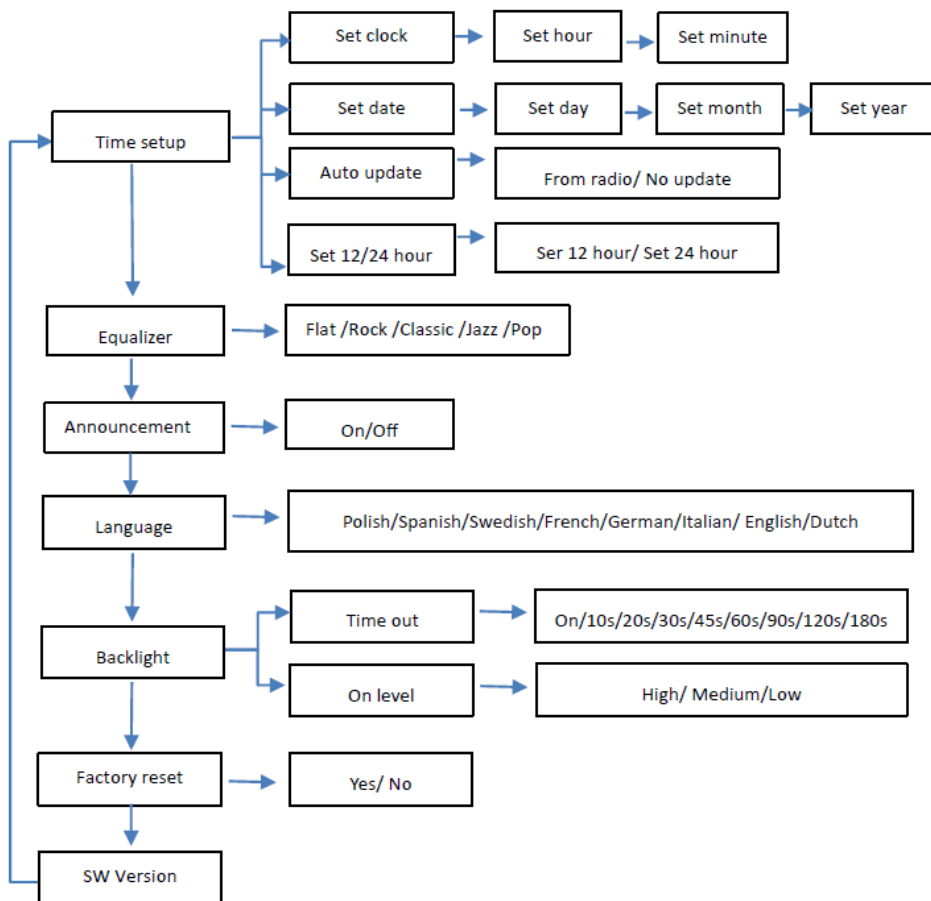 Set clock
Set hour
Set minute
Set date
Set day
Set month
Set year
Time setup
Auto update
From radio/ No update
Set 12/24 hour
Ser 12 hour/ Set 24 hour
Equalizer
Flat /Rock /Classic /Jazz /Pop
Announcement
On/Off
Language
Polish/Spanish/Swedish/French/German/Italian/ English/Dutch
Backlight
Time out
On/10s/20s/30s/45s/60s/90s/120s/180s
On level
High/ Medium/Low
Factory reset
Yes/ No
SW Version